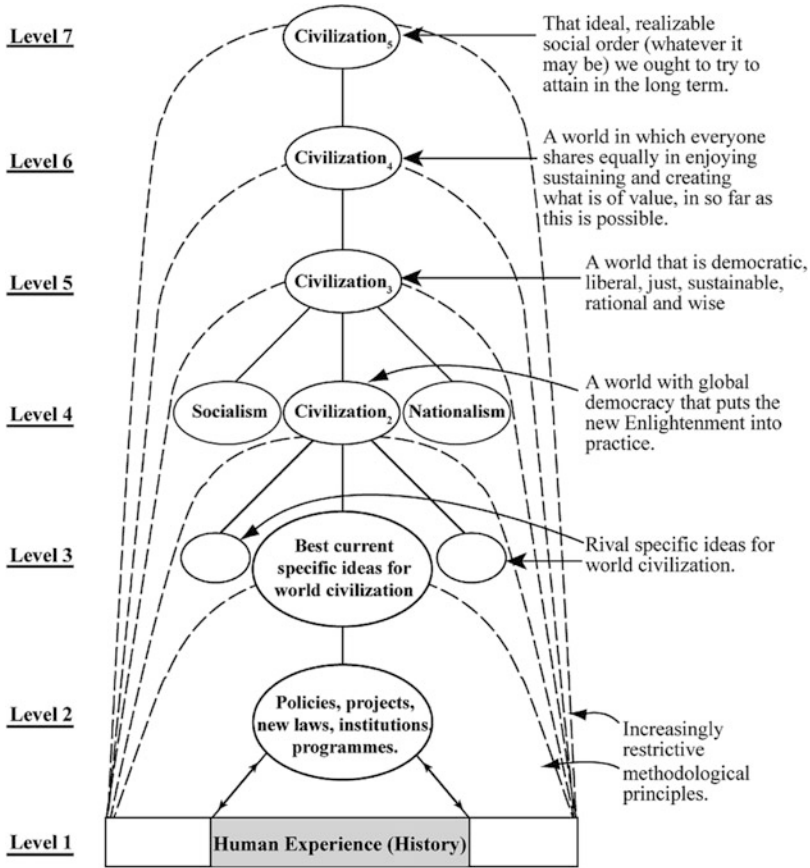 Level 7
Civilization₅
That ideal, realizable
social order (whatever it
may be) we ought to try to
attain in the long term.
Level 6
Civilization₄
A world in which everyone
shares equally in enjoying
sustaining and creating
what is of value, in so far as
this is possible.
Level 5
Civilization₃
A world that is democratic,
liberal, just, sustainable,
rational and wise
Level 4
Socialism
Civilization₂
Nationalism
A world with global
democracy that puts the
new Enlightenment into
practice.
Level 3
Best current
specific ideas for
world civilization
Rival specific ideas for
world civilization.
Level 2
Policies, projects,
new laws, institutions,
programmes.
Increasingly
restrictive
methodological
principles.
Level 1
Human Experience (History)